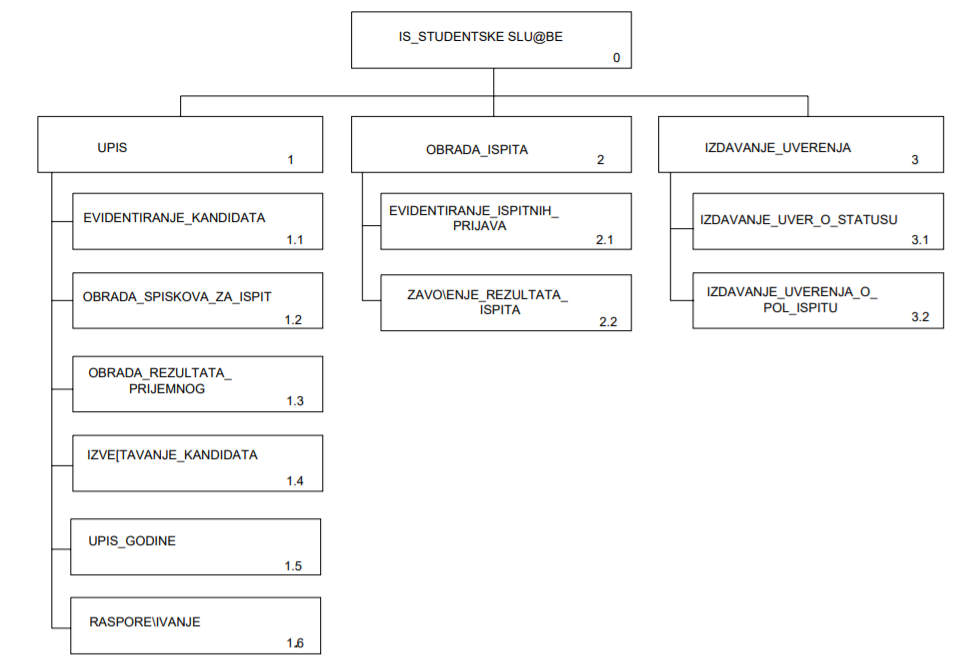 IS_STUDENTSKE SLU@BE
0
UPIS
1
OBRADA_ISPITA
2
IZDAVANJE_UVERENJA
3
EVIDENTIRANJE_KANDIDATA
1.1
OBRADA_SPISKOVA_ZA_ISPIT
1.2
OBRADA_REZULTATA_
PRIJEMNOG
1.3
IZVE[TAVANJE_KANDIDATA
1.4
UPIS_GODINE
1.5
RASPORE\IVANJE
1.6
EVIDENTIRANJE_ISPITNIH_
PRIJAVA
2.1
ZAVO\ENJE_REZULTATA_
ISPITA
2.2
IZDAVANJE_UVER_O_STATUSU
3.1
IZDAVANJE_UVERENJA_O_
POL_ISPITU
3.2